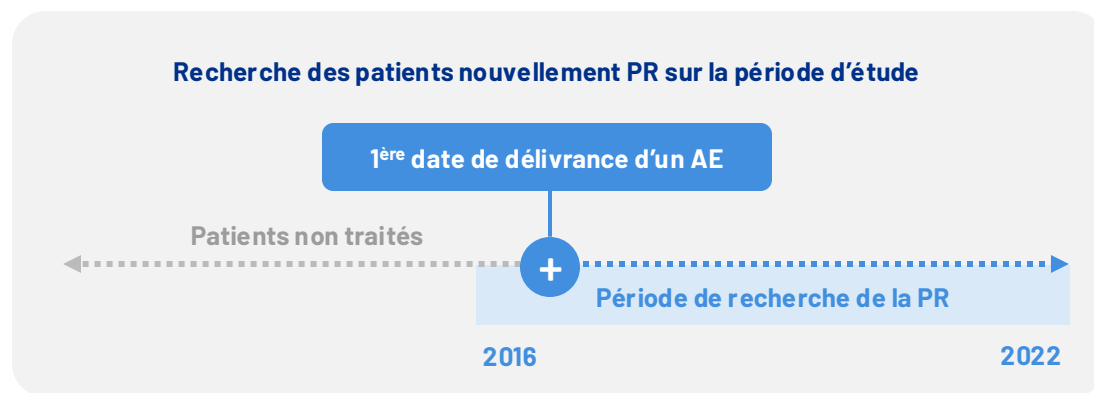 Recherche des patients nouvellement PR sur la période d’étude
1ère date de délivrance d’un AE
Patients non traités
+
Période de recherche de la PR
2016
2022